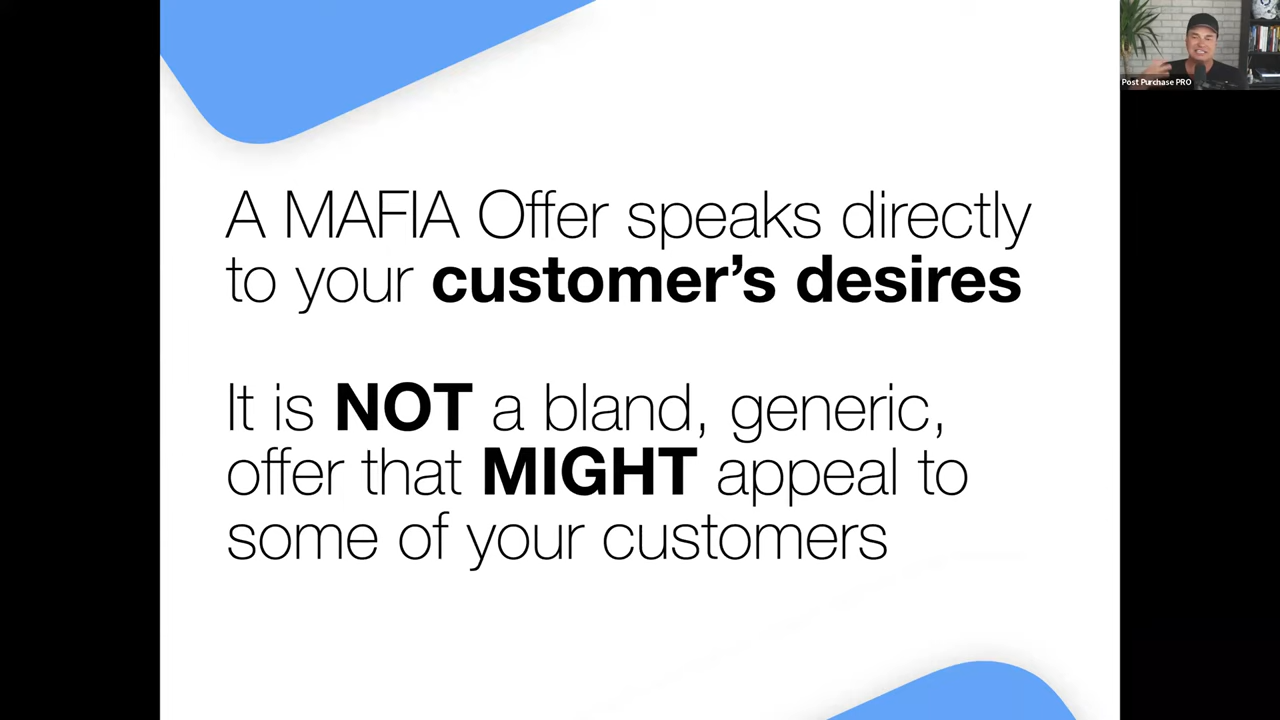 A MAFIA Offer speaks directly
to your customer’s desires
It is NOT a bland, generic,
offer that MIGHT appeal to
some of your customers
Post Purchase PRO